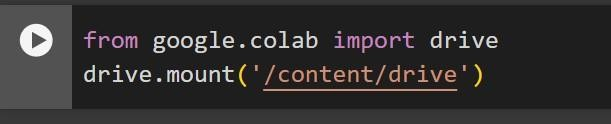 from google.colab import drive
drive.mount('/content/drive')